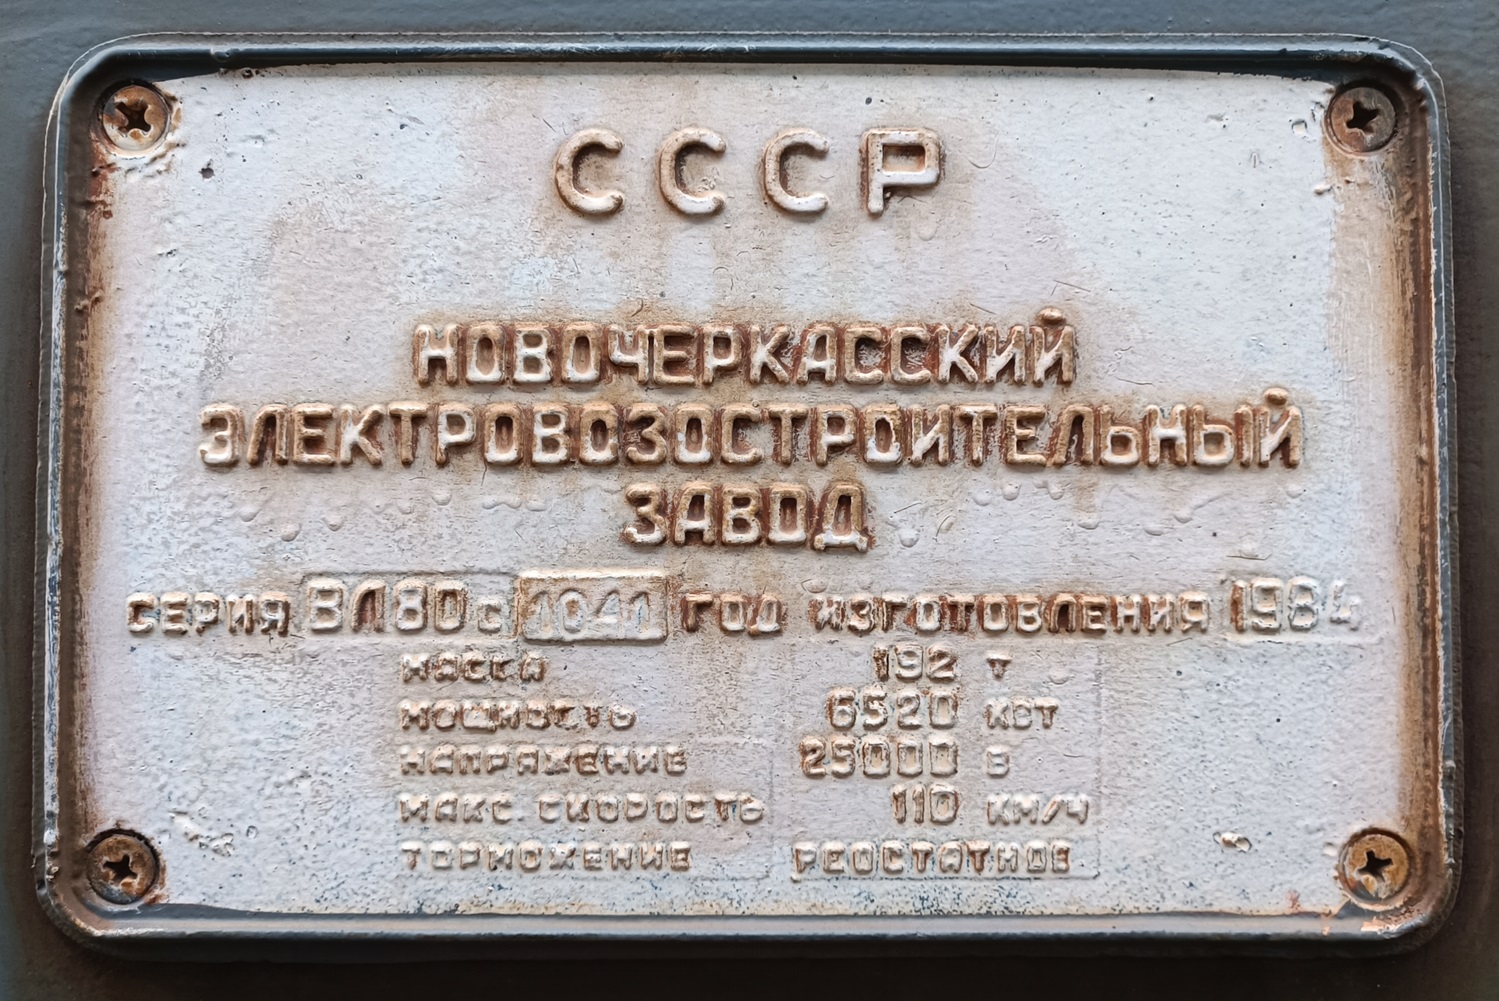 СССР
НОВОЧЕРКАССКИЙ
ЭЛЕКТРОВОЗОСТРОИТЕЛЬНЫЙ
ЗАВОД
СЕРИЯ ВЛ80С 1041 ГОД ИЗГОТОВЛЕНИЯ 1984
МАССА 192 Т
МОЩНОСТЬ 6520 КВТ
НАПРЯЖЕНИЕ 25000 В
МАКС. СКОРОСТЬ 110 КМ/Ч
ТОРМОЖЕНИЕ РЕОСТАТНОЕ